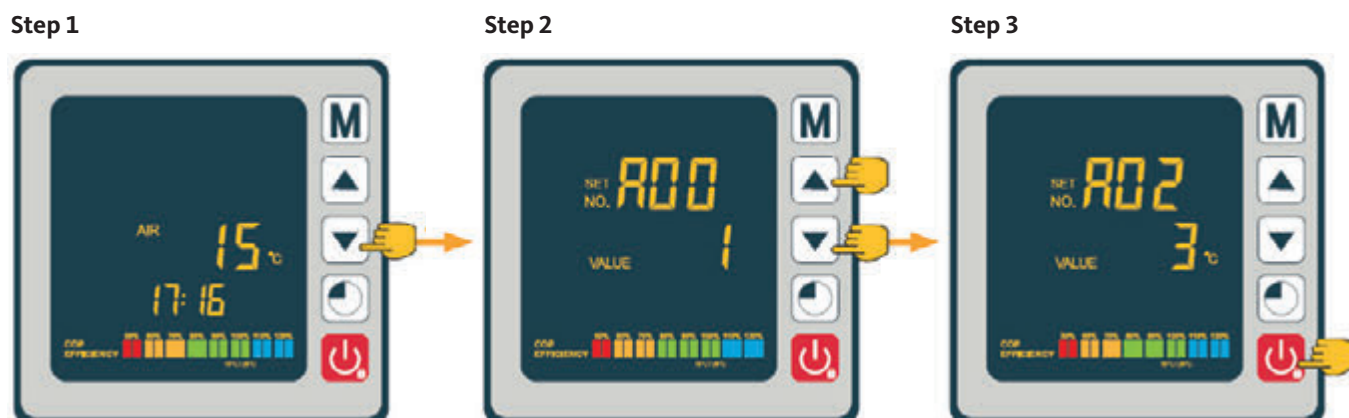 Step 1
Step 2
Step 3
M
AIR
15 °C
17:16
COP
EFFICIENCY
M
SET
NO.
A00
VALUE
1
COP
EFFICIENCY
M
SET
NO.
A02
VALUE
3 °C
COP
EFFICIENCY